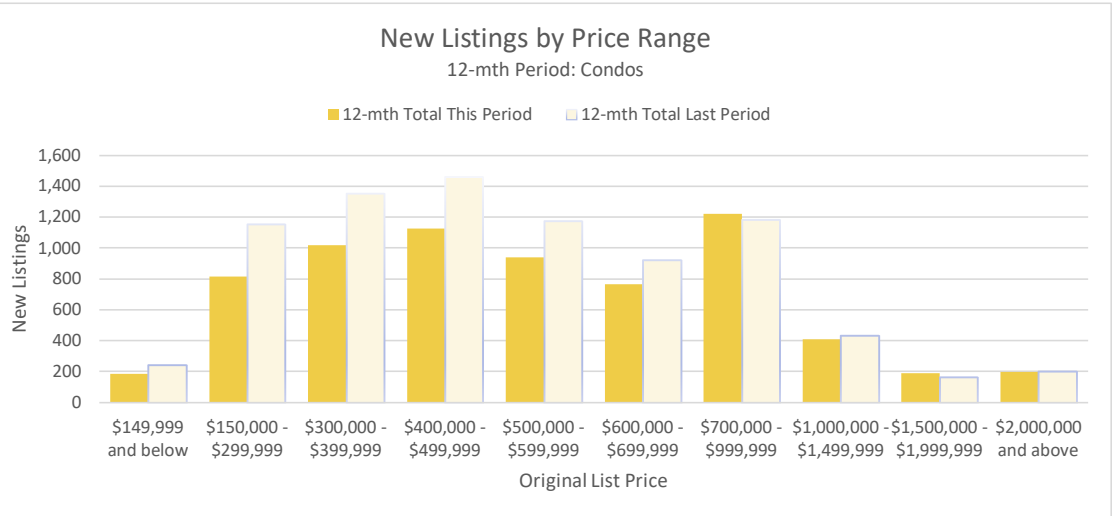 New Listings by Price Range
12-mth Period: Condos
12-mth Total This Period 12-mth Total Last Period
1,600
1,400
1,200
1,000
800
600
400
200
0
New Listings
$149,999 $150,000 - $300,000 - $400,000 - $500,000 - $600,000 - $700,000 - $1,000,000 - $1,500,000 - $2,000,000
and below $299,999 $399,999 $499,999 $599,999 $699,999 $999,999 $1,499,999 $1,999,999 and above
Original List Price